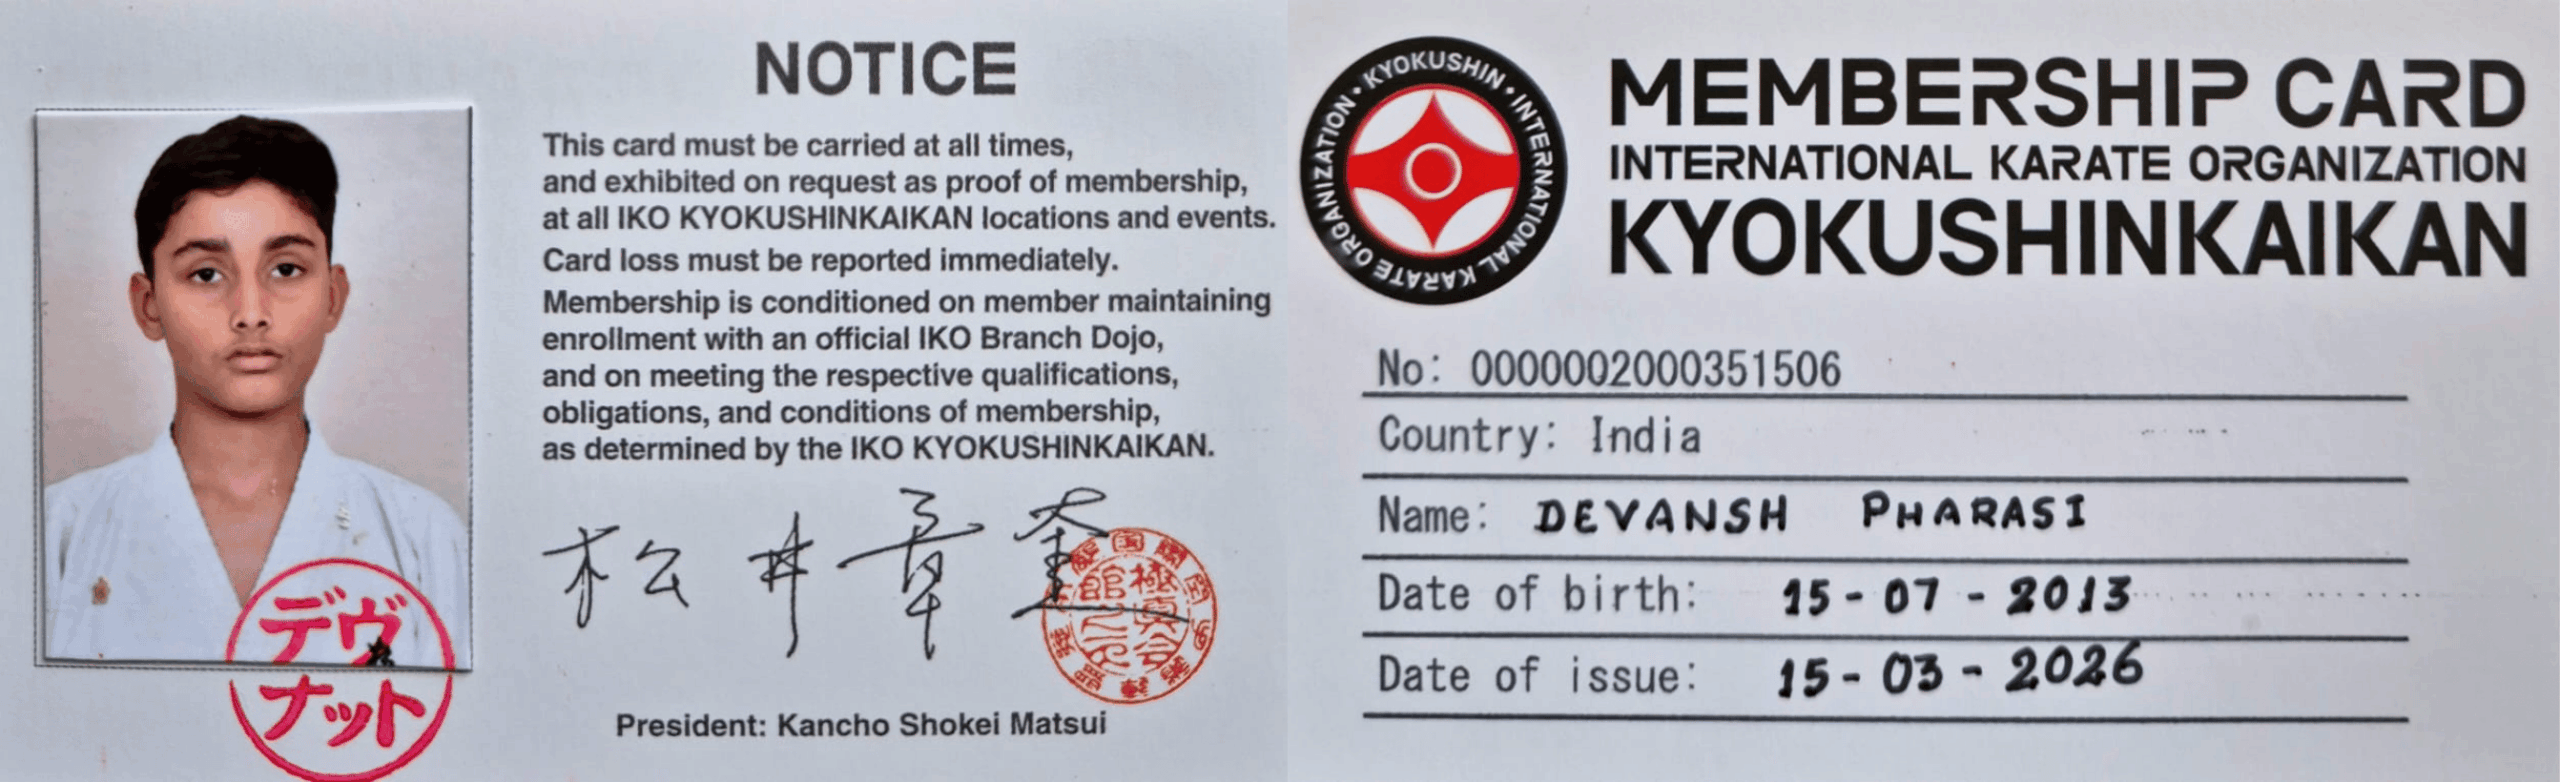 NOTICE
This card must be carried at all times,
and exhibited on request as proof of membership,
at all IKO KYOKUSHINKAIKAN locations and events.
Card loss must be reported immediately.
Membership is conditioned on member maintaining
enrollment with an official IKO Branch Dojo,
and on meeting the respective qualifications,
obligations, and conditions of membership,
as determined by the IKO KYOKUSHINKAIKAN.
松井章奎
President: Kancho Shokei Matsui
デヴ
ナット
KYOKUSHIN • INTERNATIONAL KARATE ORGANIZATION •
MEMBERSHIP CARD
INTERNATIONAL KARATE ORGANIZATION
KYOKUSHINKAIKAN
No: 0000002000351506
Country: India
Name: DEVANSH PHARASI
Date of birth: 15-07-2013
Date of issue: 15-03-2026